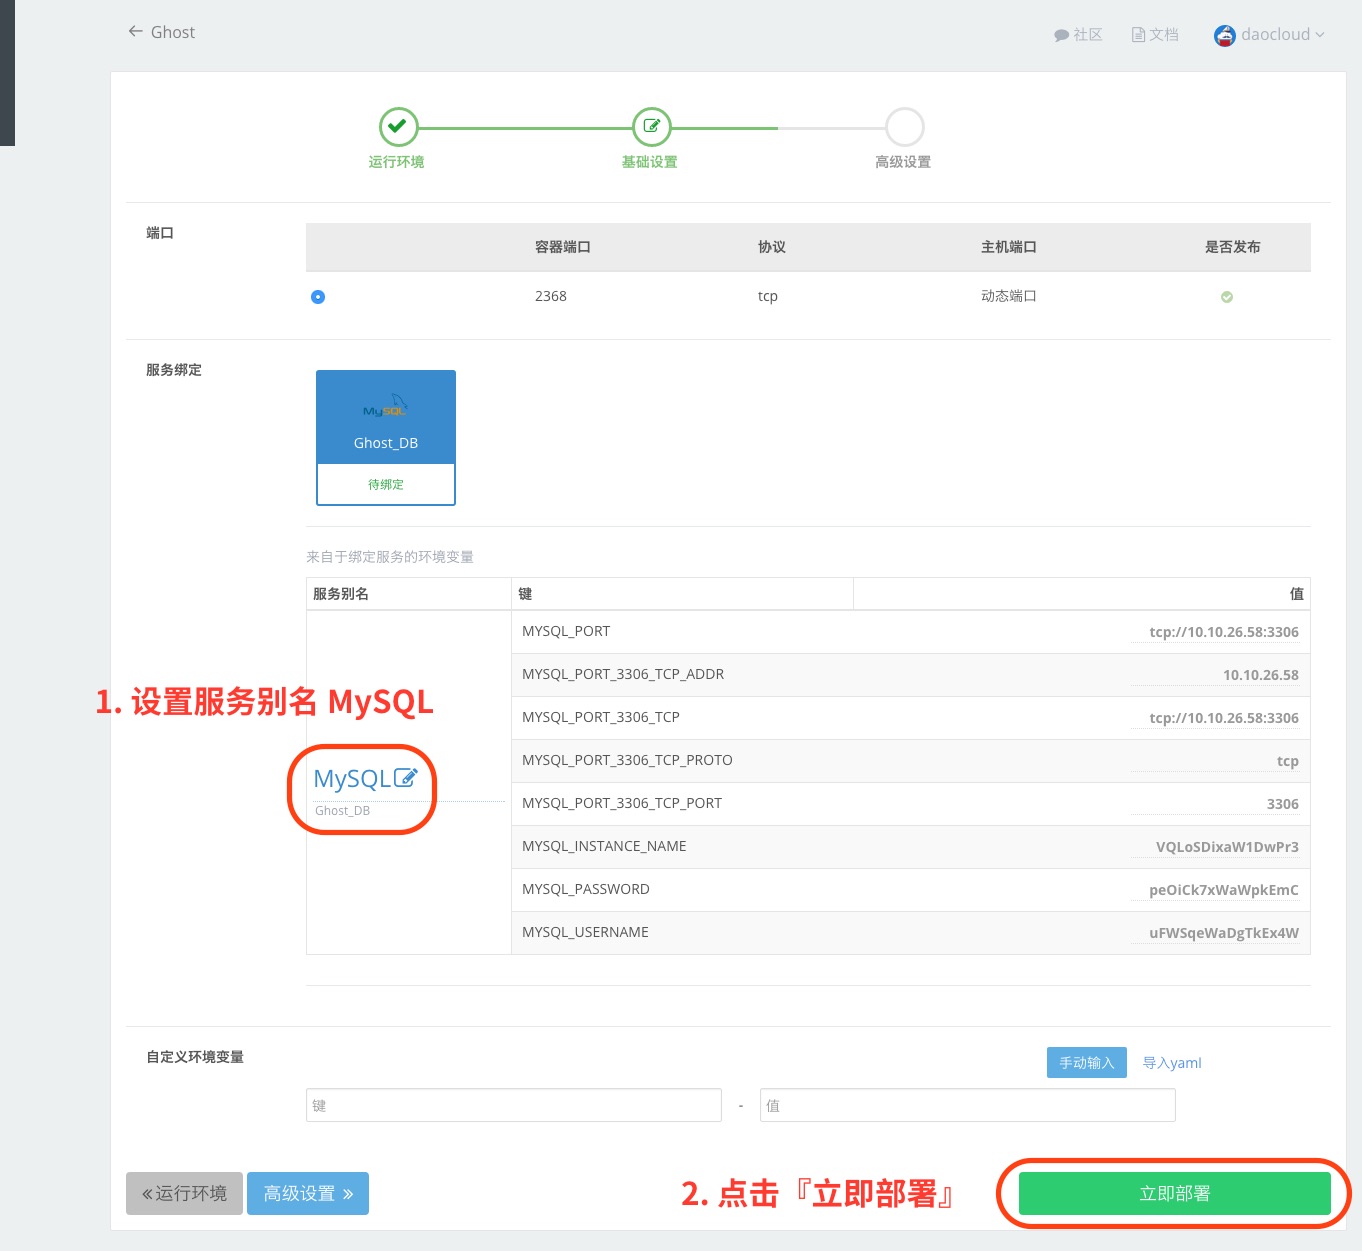 Ghost
社区 文档 daocloud
运行环境 基础设置 高级设置
端口
容器端口 协议 主机端口 是否发布
2368 tcp 动态端口
服务绑定
MySQL
Ghost_DB
待绑定
来自于绑定服务的环境变量
服务别名 键 值
MYSQL_PORT tcp://10.10.26.58:3306
MYSQL_PORT_3306_TCP_ADDR 10.10.26.58
1. 设置服务别名 MySQL
MYSQL_PORT_3306_TCP tcp://10.10.26.58:3306
MYSQL_PORT_3306_TCP_PROTO tcp
MySQL
Ghost_DB
MYSQL_PORT_3306_TCP_PORT 3306
MYSQL_INSTANCE_NAME VQLoSDixaW1DwPr3
MYSQL_PASSWORD peOiCk7xWaWpkEmC
MYSQL_USERNAME uFWSqeWaDgTkEx4W
自定义环境变量
手动输入 导入yaml
键 - 值
«运行环境 高级设置 » 2. 点击『立即部署』 立即部署